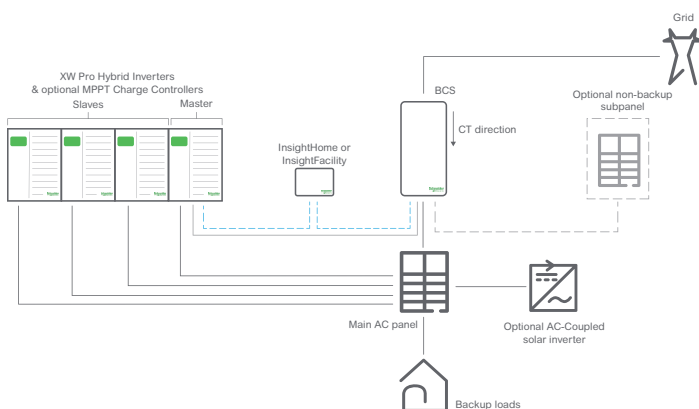 Grid
XW Pro Hybrid Inverters
& optional MPPT Charge Controllers
Slaves
Master
BCS
Optional non-backup
subpanel
CT direction
InsightHome or
InsightFacility
Main AC panel
Optional AC-Coupled
solar inverter
Backup loads